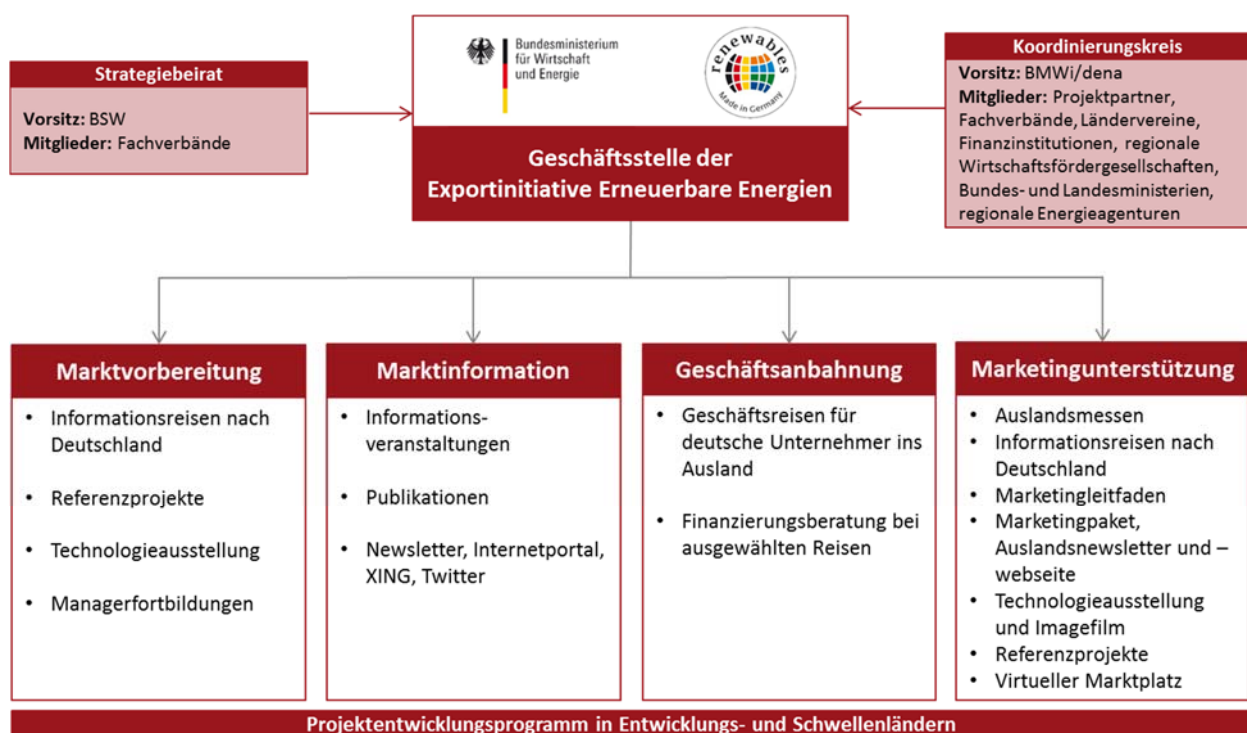 Strategiebeirat
Vorsitz: BSW
Mitglieder: Fachverbände
Bundesministerium
für Wirtschaft
und Energie
renewables
Made in Germany
Geschäftsstelle der
Exportinitiative Erneuerbare Energien
Koordinierungskreis
Vorsitz: BMWi/dena
Mitglieder: Projektpartner,
Fachverbände, Ländervereine,
Finanzinstitutionen, regionale
Wirtschaftsfördergesellschaften,
Bundes- und Landesministerien,
regionale Energieagenturen
Marktvorbereitung
• Informationsreisen nach
Deutschland
• Referenzprojekte
• Technologieausstellung
• Managerfortbildungen
Marktinformation
• Informations-
veranstaltungen
• Publikationen
• Newsletter, Internetportal,
XING, Twitter
Geschäftsanbahnung
• Geschäftsreisen für
deutsche Unternehmer ins
Ausland
• Finanzierungsberatung bei
ausgewählten Reisen
Marketingunterstützung
• Auslandsmessen
• Informationsreisen nach
Deutschland
• Marketingleitfaden
• Marketingpaket,
Auslandsnewsletter und –
webseite
• Technologieausstellung
und Imagefilm
• Referenzprojekte
• Virtueller Marktplatz
Projektentwicklungsprogramm in Entwicklungs- und Schwellenländern